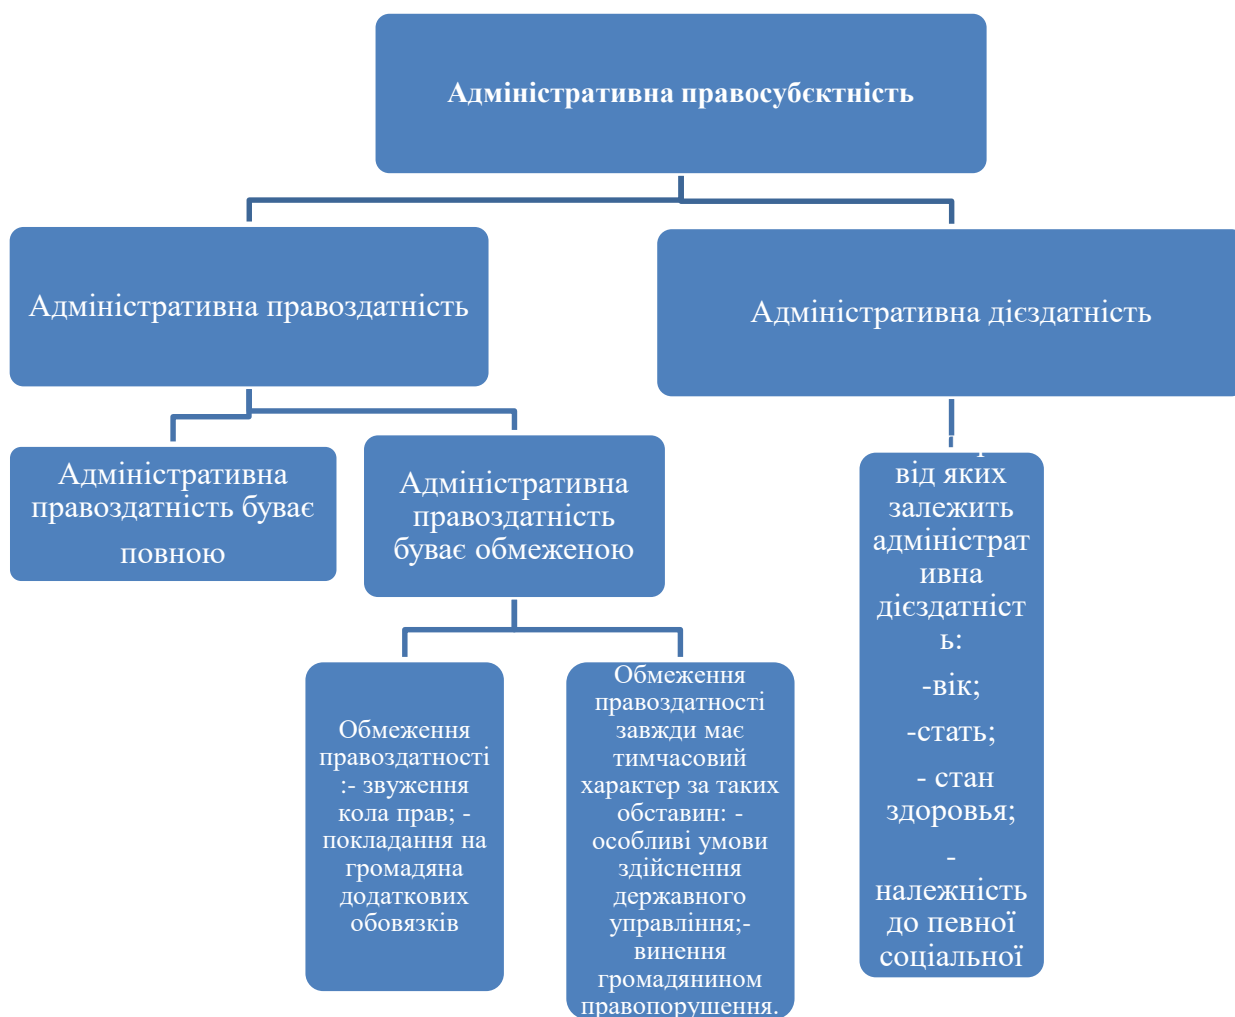 Адміністративна правосубєктність
Адміністративна правоздатність
Адміністративна дієздатність
Адміністративна
правоздатність буває
повною
Адміністративна
правоздатність
буває обмеженою
від яких
залежить
адміністрат
ивна
дієздатніст
ь:
-вік;
-стать;
- стан
здоровья;
-
належність
до певної
соціальної
Обмеження
правоздатності
:- звуження
кола прав; -
покладання на
громадяна
додаткових
обовязків
Обмеження
правоздатності
завжди має
тимчасовий
характер за таких
обставин: -
особливі умови
здійснення
державного
управління;-
винення
громадянином
правопорушення.